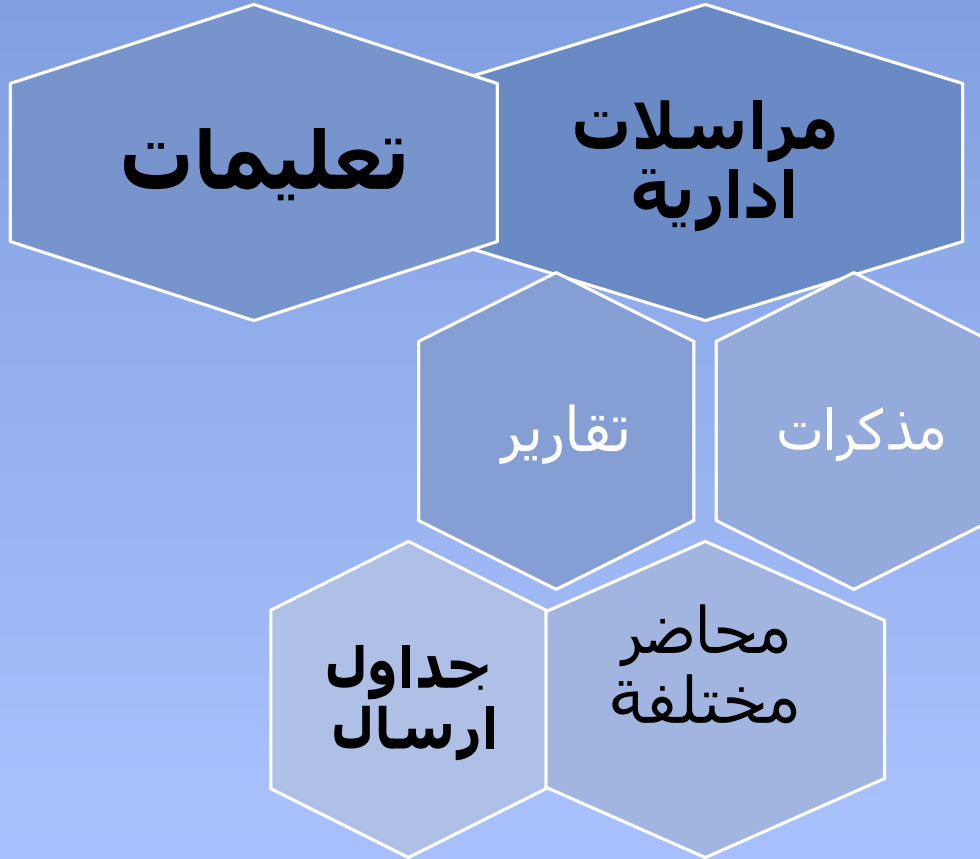 مراسلات
ادارية
تعليمات
مذكرات
تقارير
محاضر
مختلفة
جداول
ارسال